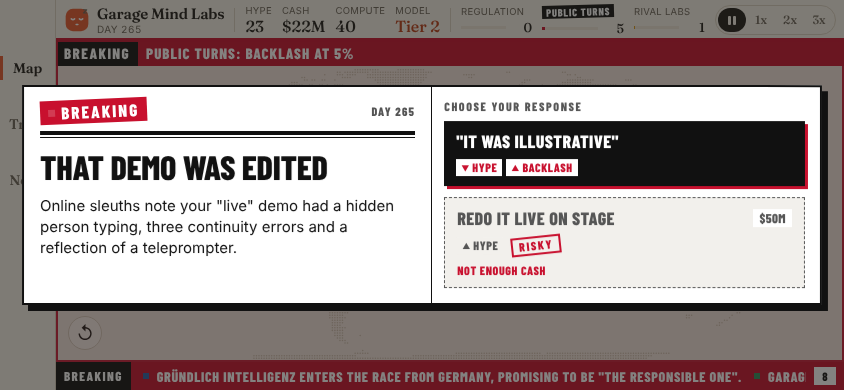 Garage Mind Labs
DAY 265
HYPE
23
CASH
$22M
COMPUTE
40
MODEL
Tier 2
REGULATION
0
PUBLIC TURNS
5
RIVAL LABS
1
1x
2x
3x
BREAKING
PUBLIC TURNS: BACKLASH AT 5%
Map
BREAKING
DAY 265
THAT DEMO WAS EDITED
Online sleuths note your "live" demo had a hidden
person typing, three continuity errors and a
reflection of a teleprompter.
CHOOSE YOUR RESPONSE
"IT WAS ILLUSTRATIVE"
▼ HYPE
▲ BACKLASH
REDO IT LIVE ON STAGE
$50M
▲ HYPE
RISKY
NOT ENOUGH CASH
BREAKING
GRÜNDLICH INTELLIGENZ ENTERS THE RACE FROM GERMANY, PROMISING TO BE "THE RESPONSIBLE ONE".
GARAG
8